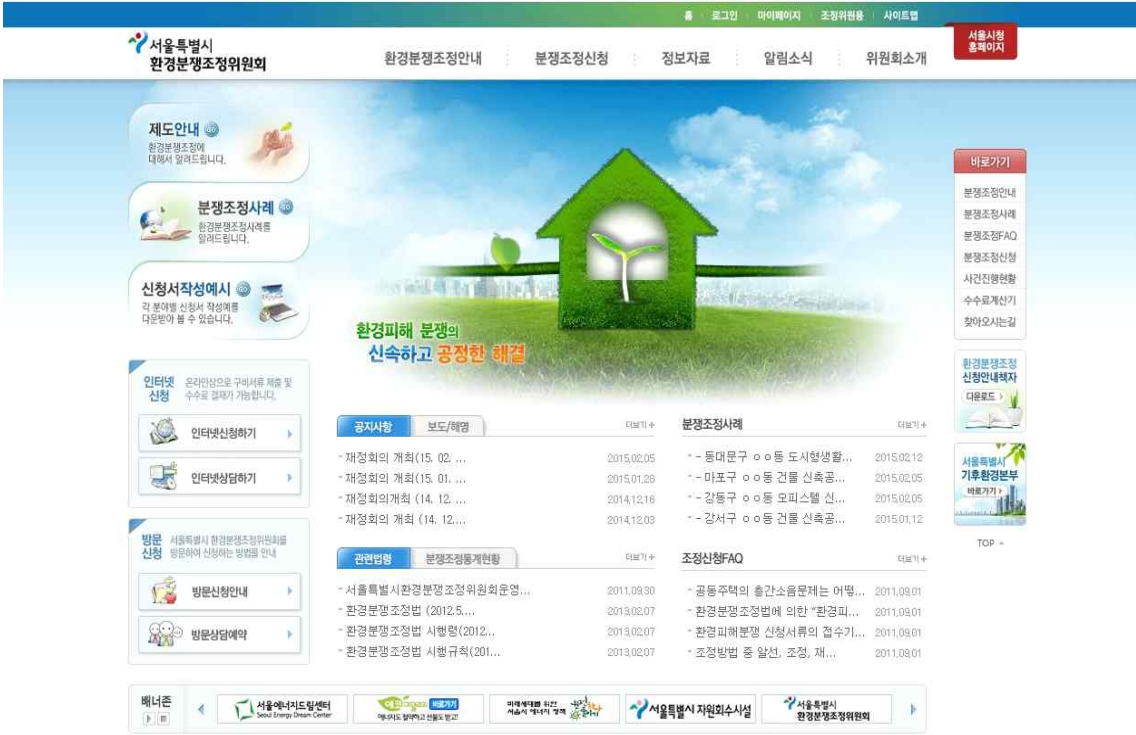 홈 로그인 마이페이지 조정위원용 사이트맵
서울특별시
환경분쟁조정위원회
환경분쟁조정안내 분쟁조정신청 정보자료 알림소식 위원회소개
서울시청
홈페이지
제도안내 GO
환경분쟁조정에
대해서 알려드립니다.
분쟁조정사례 GO
환경분쟁조정사례를
알려드립니다.
신청서작성예시 GO
각 분야별 신청서 작성예를
다운받아 볼 수 있습니다.
환경피해 분쟁의
신속하고 공정한 해결
바로가기
분쟁조정안내
분쟁조정사례
분쟁조정FAQ
분쟁조정신청
사건진행현황
수수료계산기
찾아오시는길
환경분쟁조정
신청안내책자
다운로드 >
서울특별시
기후환경본부
바로가기 >
TOP
인터넷 신청
온라인상으로 구비서류 제출 및
수수료 결재가 가능합니다.
인터넷신청하기
인터넷상담하기
방문 신청
서울특별시 환경분쟁조정위원회를
방문하여 신청하는 방법을 안내
방문신청안내
방문상담예약
공지사항 보도/해명 더보기 +
- 재정회의 개최(15. 02. ... 2015.02.05
- 재정회의 개최(15. 01. ... 2015.01.28
- 재정회의개최 (14. 12. ... 2014.12.16
- 재정회의 개최 (14. 12.... 2014.12.03
분쟁조정사례 더보기 +
- - 동대문구 ㅇㅇ동 도시형생활... 2015.02.12
- - 마포구 ㅇㅇ동 건물 신축공... 2015.02.05
- - 강동구 ㅇㅇ동 오피스텔 신... 2015.02.05
- - 강서구 ㅇㅇ동 건물 신축공... 2015.01.12
관련법령 분쟁조정통계현황 더보기 +
- 서울특별시환경분쟁조정위원회운영... 2011.09.30
- 환경분쟁조정법 (2012.5.... 2013.02.07
- 환경분쟁조정법 시행령(2012... 2013.02.07
- 환경분쟁조정법 시행규칙(201... 2013.02.07
조정신청FAQ 더보기 +
- 공동주택의 층간소음문제는 어떻... 2011.09.01
- 환경분쟁조정법에 의한 "환경피... 2011.09.01
- 환경피해분쟁 신청서류의 접수기... 2011.09.01
- 조정방법 중 알선, 조정, 재... 2011.09.01
배너존
서울에너지드림센터
Seoul Energy Dream Center
바로가기
에너지도 절약하고 선물도 받고!
미래세대를 위한
서울시 에너지 정책
서울특별시 자원회수시설
서울특별시
환경분쟁조정위원회